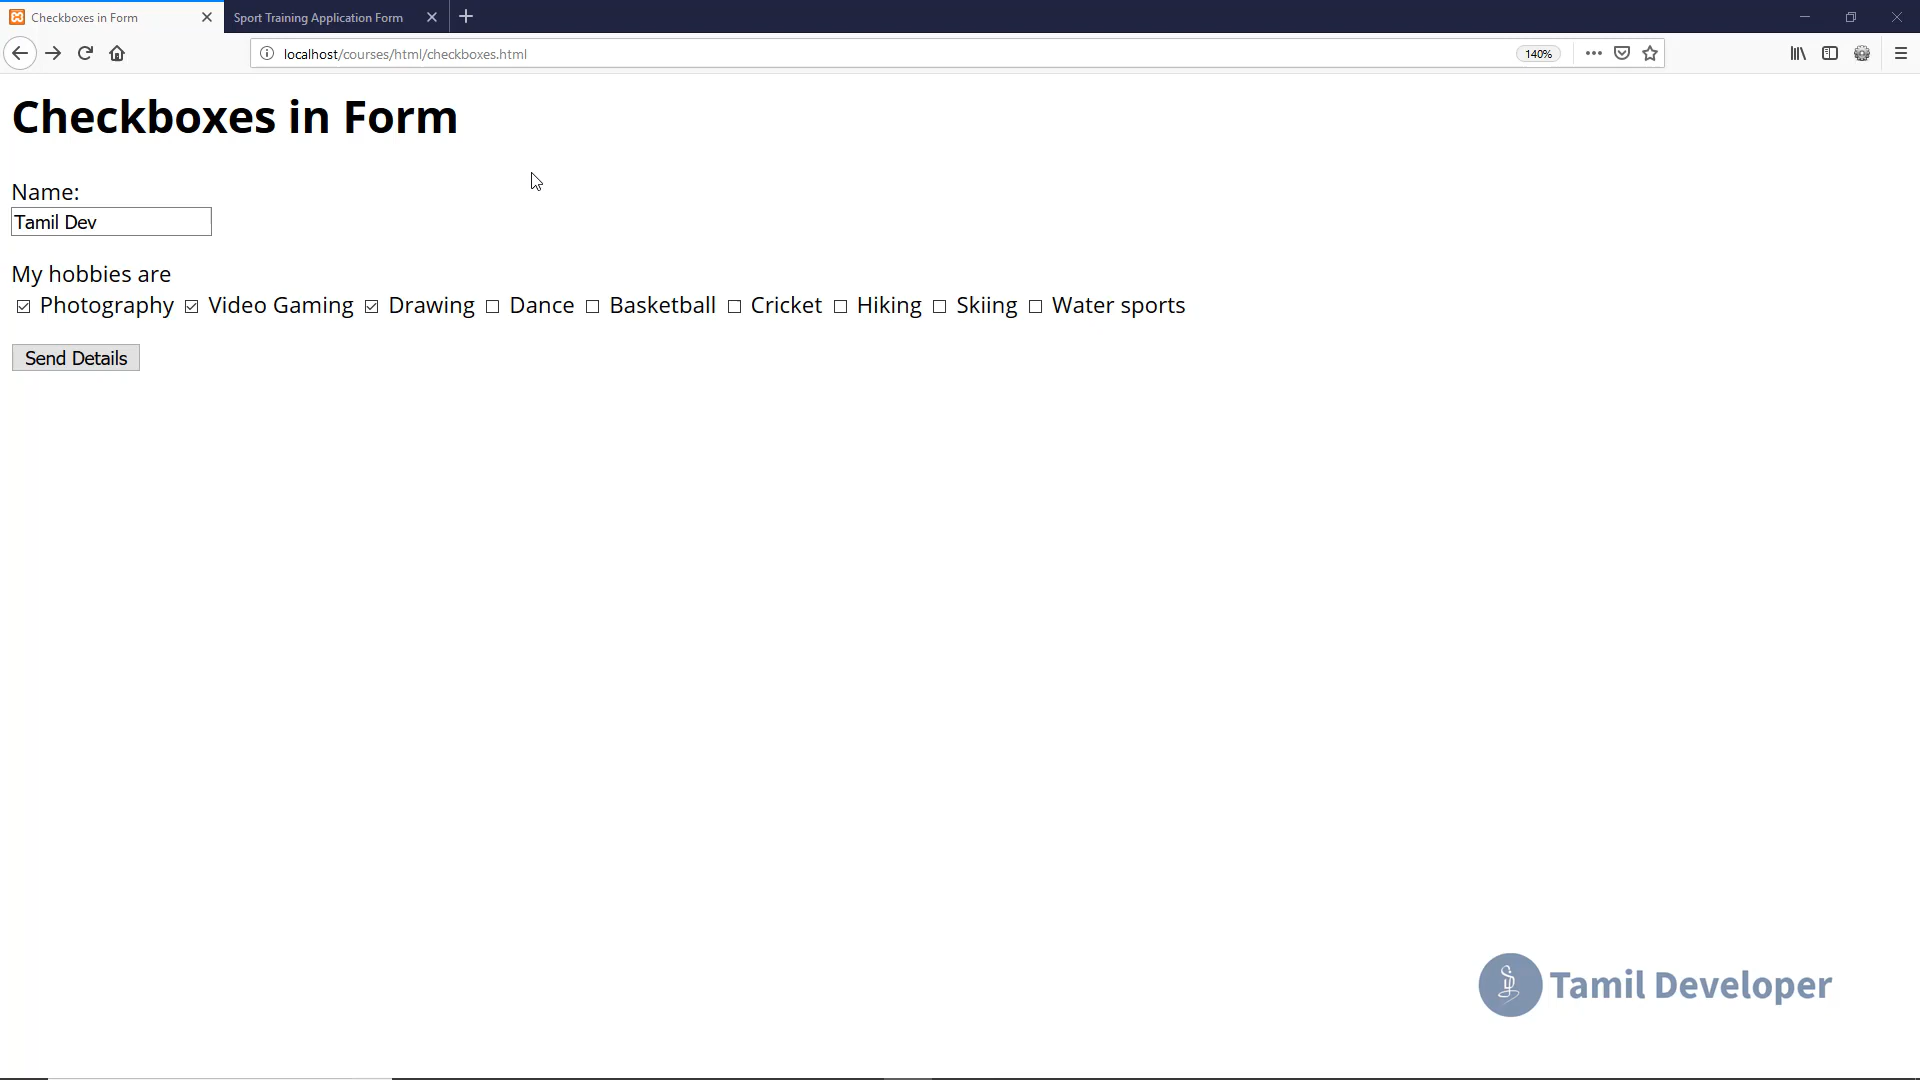 Checkboxes in Form
Sport Training Application Form
localhost/courses/html/checkboxes.html
140%
Checkboxes in Form
Name:
Tamil Dev
My hobbies are
Photography Video Gaming Drawing Dance Basketball Cricket Hiking Skiing Water sports
Send Details
Tamil Developer